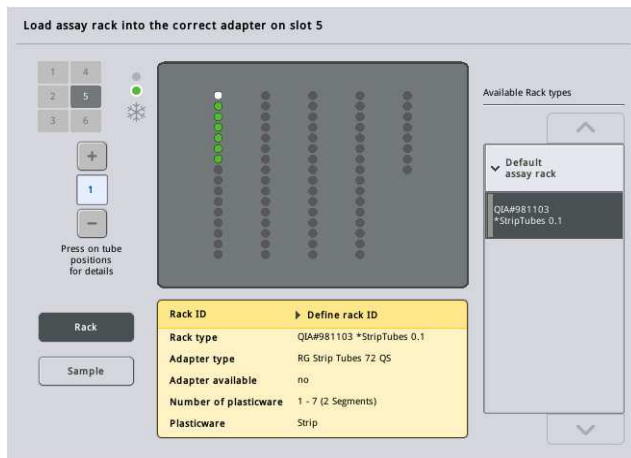 Load assay rack into the correct adapter on slot 5
1 4
2 5
3 6
+
1
−
Press on tube
positions
for details
Rack
Sample
Available Rack types
Default
assay rack
QIA#981103
*StripTubes 0.1
Rack ID Define rack ID
Rack type QIA#981103 *StripTubes 0.1
Adapter type RG Strip Tubes 72 QS
Adapter available no
Number of plasticware 1 - 7 (2 Segments)
Plasticware Strip